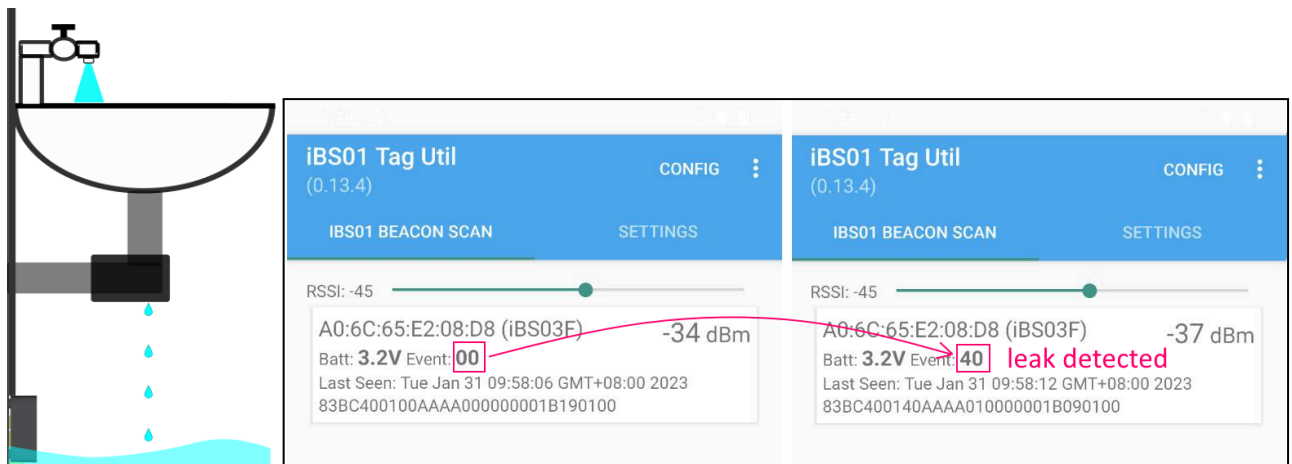 iBS01 Tag Util
(0.13.4)
CONFIG
IBS01 BEACON SCAN
SETTINGS
RSSI: -45
A0:6C:65:E2:08:D8 (iBS03F)
-34 dBm
Batt: 3.2V Event: 00
Last Seen: Tue Jan 31 09:58:06 GMT+08:00 2023
83BC400100AAAA000000001B190100
iBS01 Tag Util
(0.13.4)
CONFIG
IBS01 BEACON SCAN
SETTINGS
RSSI: -45
A0:6C:65:E2:08:D8 (iBS03F)
-37 dBm
Batt: 3.2V Event: 40 leak detected
Last Seen: Tue Jan 31 09:58:12 GMT+08:00 2023
83BC400140AAAA010000001B090100